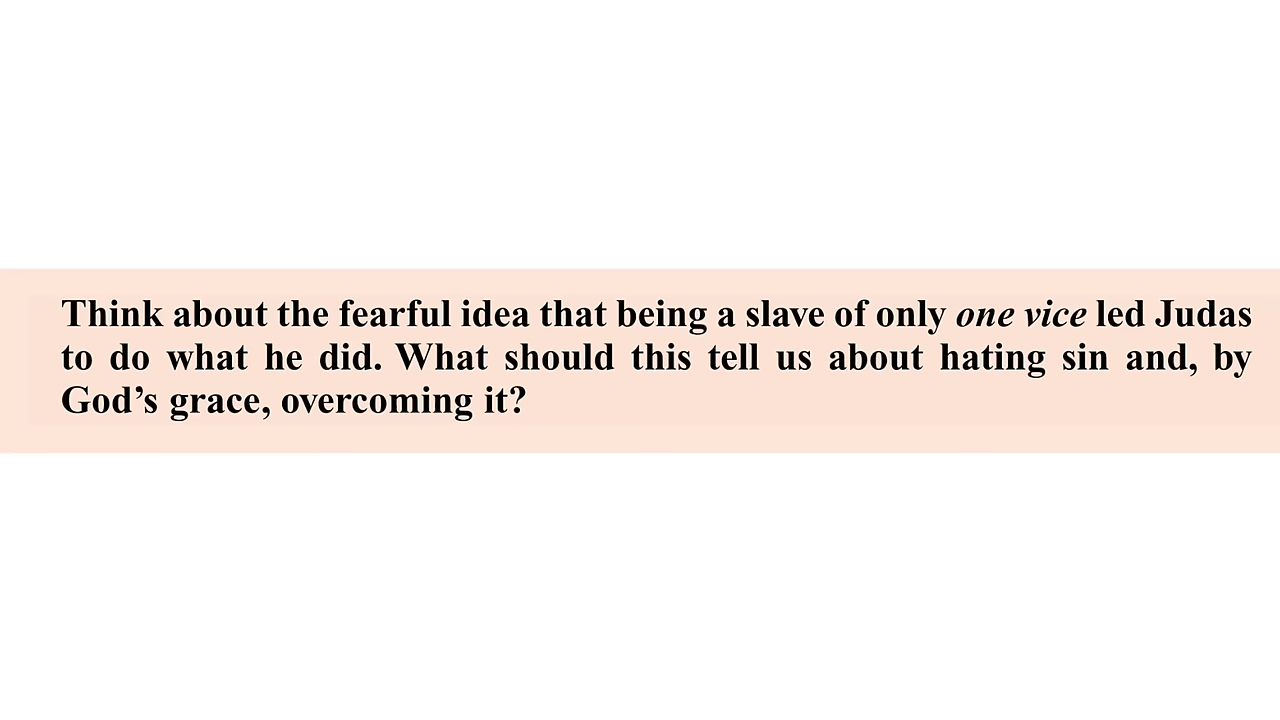 Think about the fearful idea that being a slave of only one vice led Judas
to do what he did. What should this tell us about hating sin and, by
God’s grace, overcoming it?